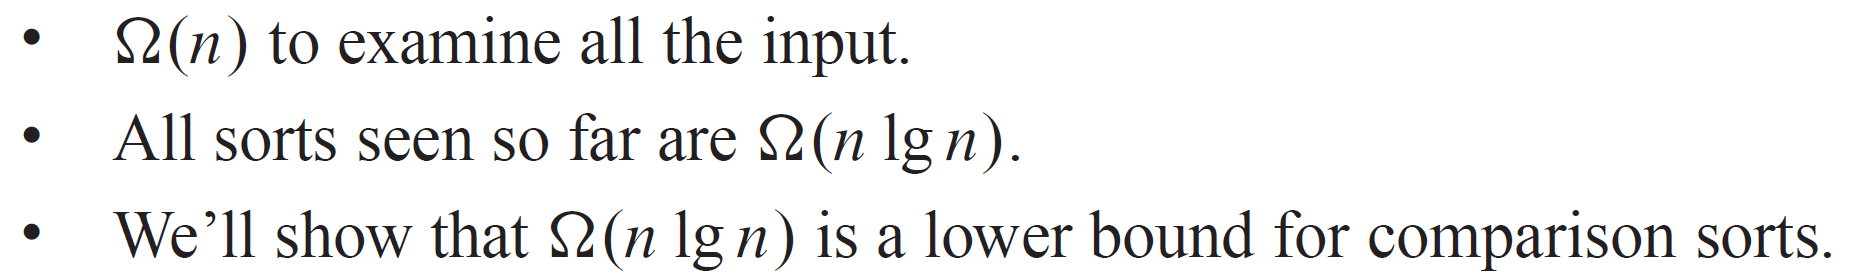 • Ω(n) to examine all the input.
• All sorts seen so far are Ω(n lg n).
• We’ll show that Ω(n lg n) is a lower bound for comparison sorts.